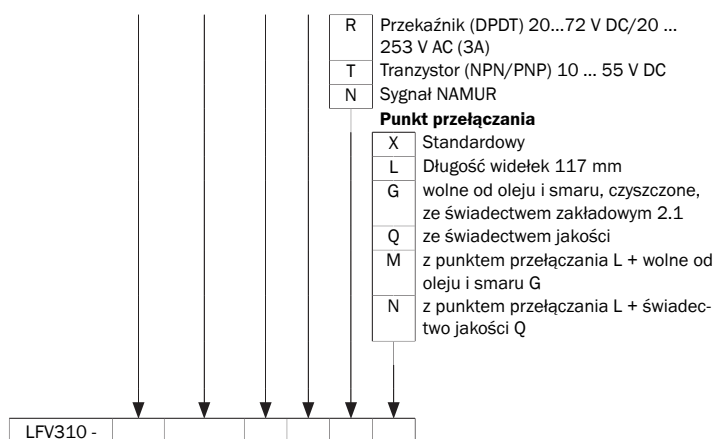 R Przekaźnik (DPDT) 20...72 V DC/20 ...
253 V AC (3A)
T Tranzystor (NPN/PNP) 10 ... 55 V DC
N Sygnał NAMUR
Punkt przełączania
X Standardowy
L Długość widełek 117 mm
G wolne od oleju i smaru, czyszczone,
ze świadectwem zakładowym 2.1
Q ze świadectwem jakości
M z punktem przełączania L + wolne od
oleju i smaru G
N z punktem przełączania L + świadec-
two jakości Q
LFV310 -